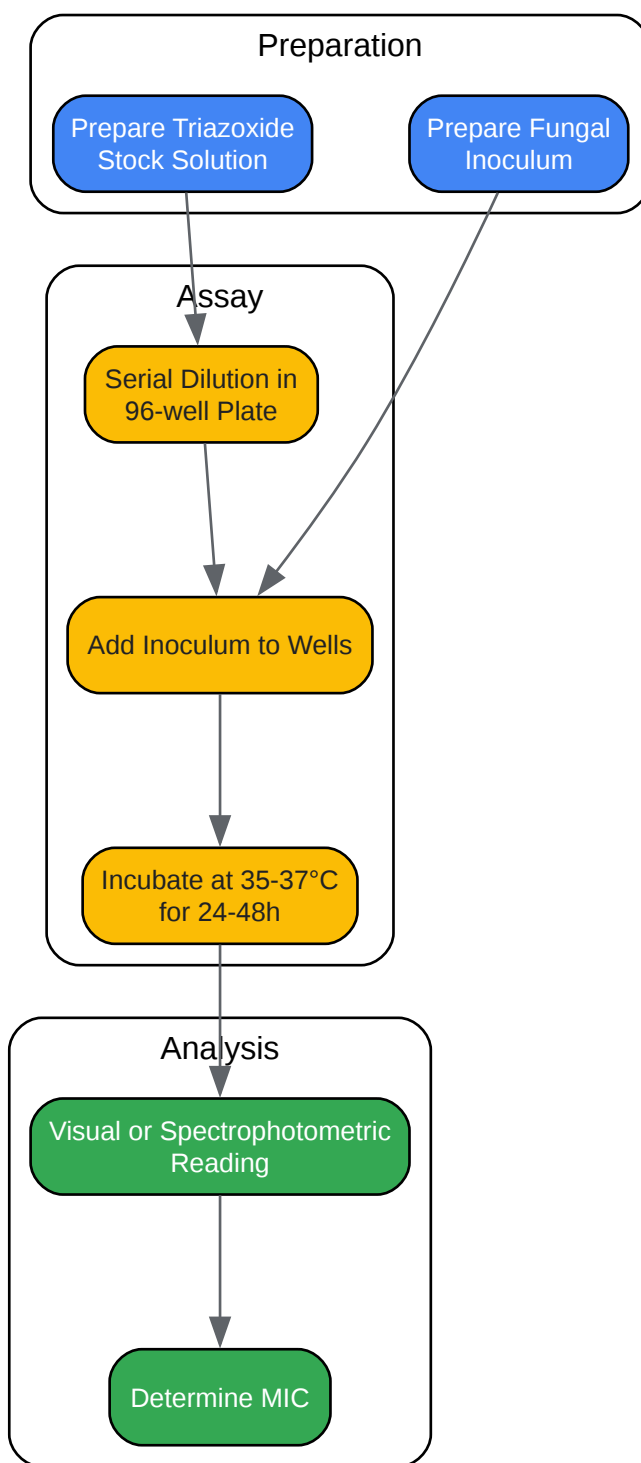 Preparation
Prepare Triazoxide
Stock Solution
Prepare Fungal
Inoculum
Assay
Serial Dilution in
96-well Plate
Add Inoculum to Wells
Incubate at 35-37°C
for 24-48h
Analysis
Visual or Spectrophotometric
Reading
Determine MIC